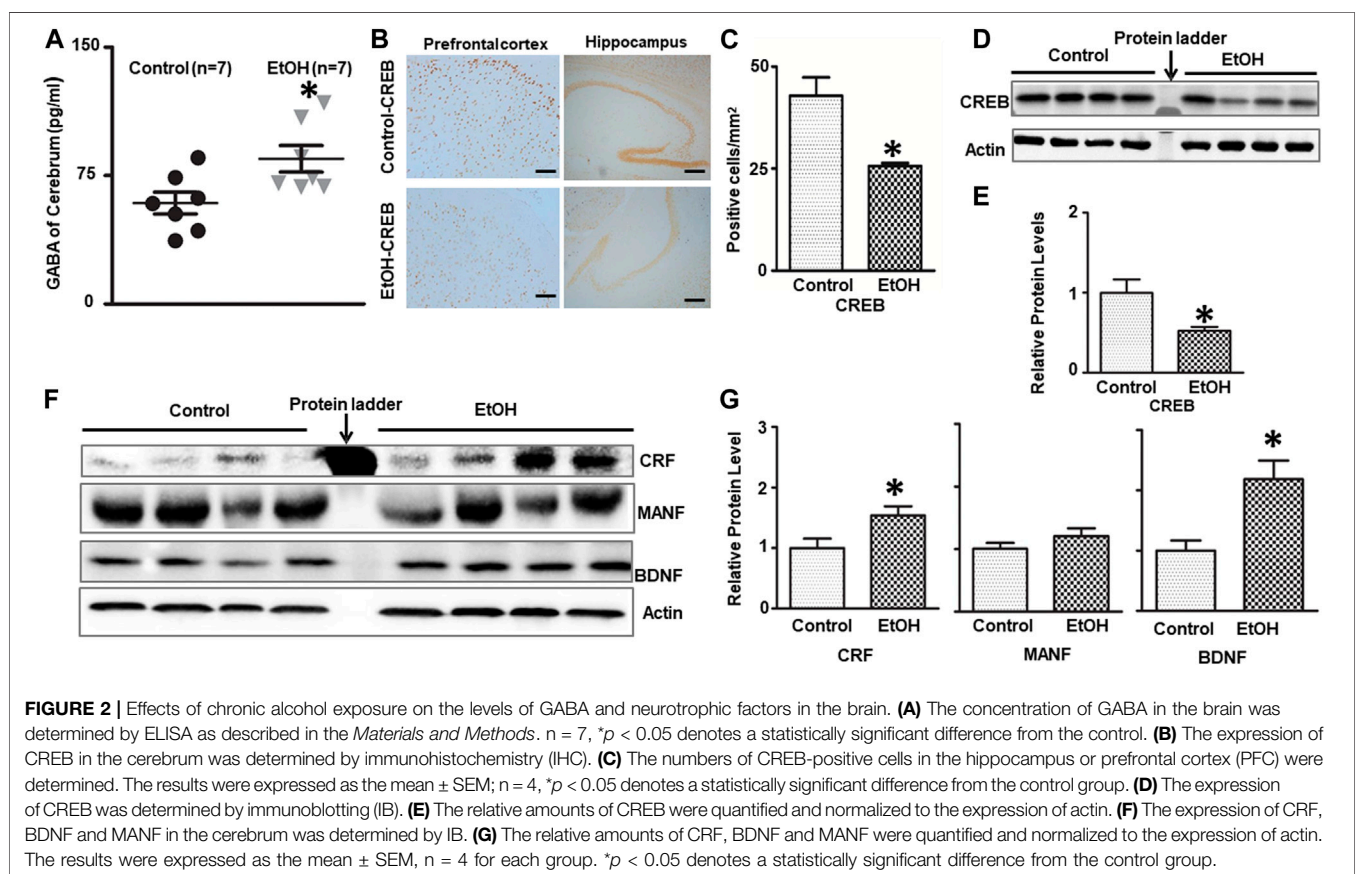 A
150
75
0
GABA of Cerebrum (pg/ml)
Control (n=7)
EtOH (n=7)
*
B
Prefrontal cortex
Hippocampus
Control-CREB
EtOH-CREB
C
50
25
0
Positive cells/mm²
*
Control
EtOH
CREB
D
Protein ladder
Control
EtOH
CREB
Actin
E
2
1
0
Relative Protein Levels
*
Control
EtOH
CREB
F
Control
Protein ladder
EtOH
CRF
MANF
BDNF
Actin
G
3
2
1
0
Relative Protein Level
*
*
Control
EtOH
Control
EtOH
Control
EtOH
CRF
MANF
BDNF
FIGURE 2 | Effects of chronic alcohol exposure on the levels of GABA and neurotrophic factors in the brain. (A) The concentration of GABA in the brain was
determined by ELISA as described in the Materials and Methods. n = 7, *p < 0.05 denotes a statistically significant difference from the control. (B) The expression of
CREB in the cerebrum was determined by immunohistochemistry (IHC). (C) The numbers of CREB-positive cells in the hippocampus or prefrontal cortex (PFC) were
determined. The results were expressed as the mean ± SEM; n = 4, *p < 0.05 denotes a statistically significant difference from the control group. (D) The expression
of CREB was determined by immunoblotting (IB). (E) The relative amounts of CREB were quantified and normalized to the expression of actin. (F) The expression of CRF,
BDNF and MANF in the cerebrum was determined by IB. (G) The relative amounts of CRF, BDNF and MANF were quantified and normalized to the expression of actin.
The results were expressed as the mean ± SEM, n = 4 for each group. *p < 0.05 denotes a statistically significant difference from the control group.